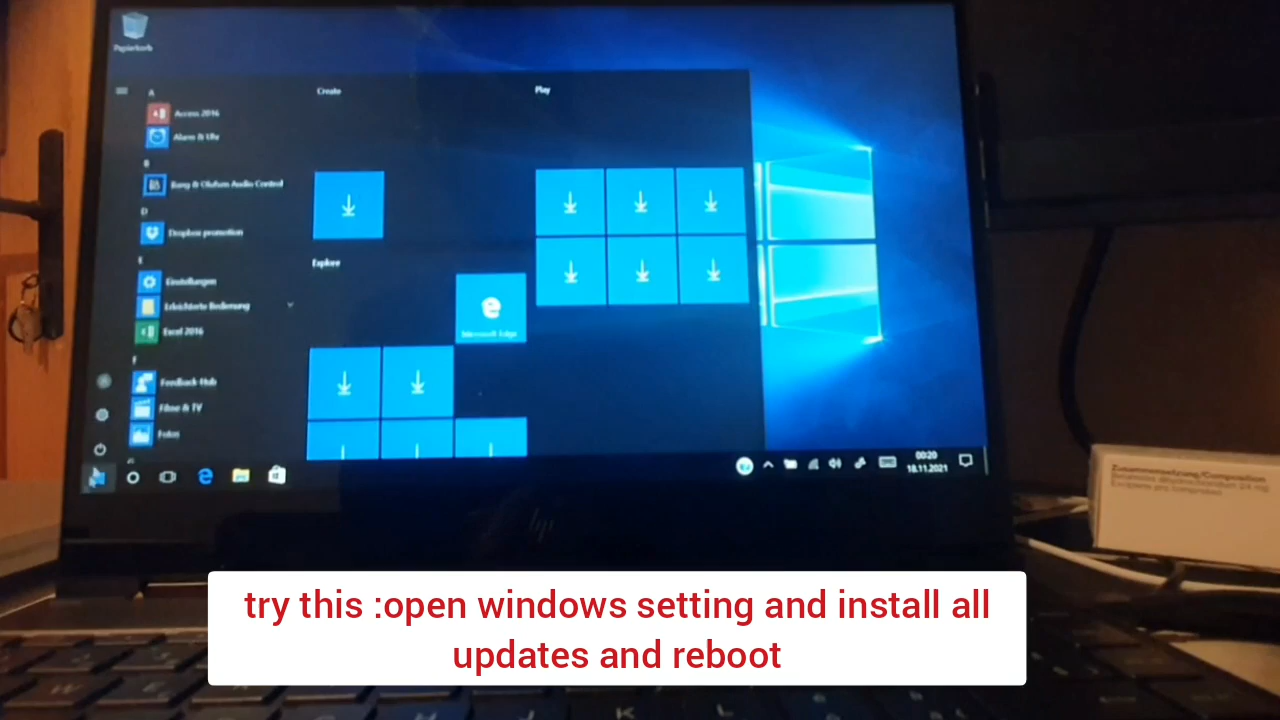 Papierkorb
A
Create
Play
Access 2016
Alarm & Uhr
B
Bang & Olufsen Audio Control
D
Dropbox promotion
E
Explore
Einstellungen
Erleichterte Bedienung
Excel 2016
Microsoft Edge
F
Feedback-Hub
Filme & TV
Fotos
00:20
18.11.2021
hp
Zusammensetzung/Composition
try this :open windows setting and install all
updates and reboot
W
K
L